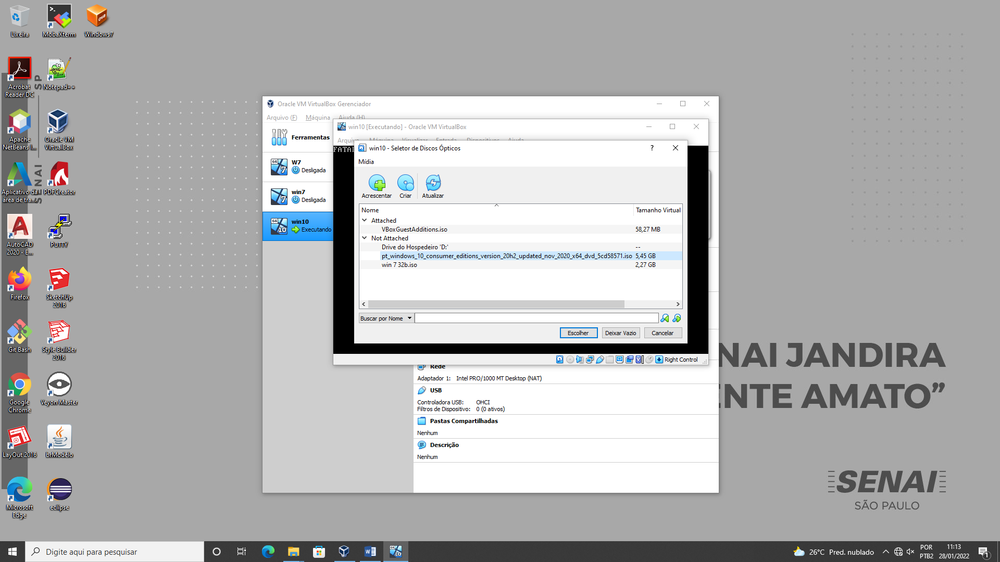 Lixeira
MobaXterm
Windows7
Acrobat
Reader DC
Notepad++
SENAI SP
Apache
NetBeans I...
Oracle VM
VirtualBox
Aplicativo da
área de tra...
PDFCreator
AutoCAD
2020 - E...
PuTTY
Firefox
SketchUp
2016
Git Bash
Style Builder
2016
Google
Chrome
Veyon Master
LayOut 2016
brModelo
Microsoft
Edge
eclipse
Oracle VM VirtualBox Gerenciador
Arquivo (F) Máquina Ajuda (H)
Ferramentas
W7
Desligada
win7
Desligada
win10
Executando
win10 [Executando] - Oracle VM VirtualBox
Arquivo Máquina Visualizar Entrada Dispositivos Ajuda
win10 - Seletor de Discos Ópticos
?
Mídia
Acrescentar Criar Atualizar
Nome Tamanho Virtual
Attached
VBoxGuestAdditions.iso 58,27 MB
Not Attached
Drive do Hospedeiro 'D:' --
pt_windows_10_consumer_editions_version_20h2_updated_nov_2020_x64_dvd_5cd58571.iso 5,45 GB
win 7 32b.iso 2,27 GB
Buscar por Nome
Escolher Deixar Vazio Cancelar
Right Control
Rede
Adaptador 1: Intel PRO/1000 MT Desktop (NAT)
USB
Controladora USB: OHCI
Filtros de Dispositivo: 0 (0 ativos)
Pastas Compartilhadas
Nenhum
Descrição
Nenhum
NAI JANDIRA
ENTE AMATO”
SENAI
SÃO PAULO
Digite aqui para pesquisar
26°C Pred. nublado
POR
PTB2
11:13
28/01/2022
1